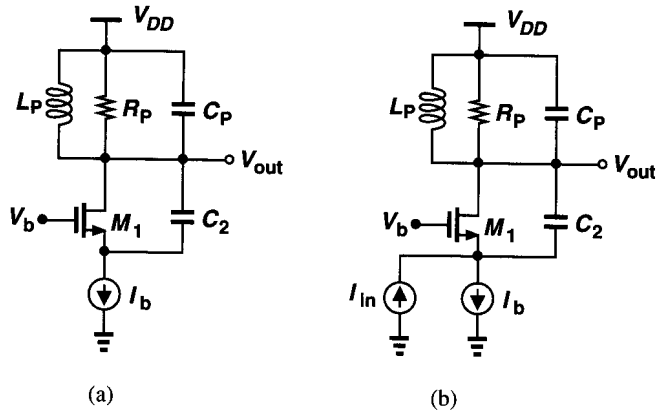 V_DD
L_P
R_P
C_P
V_out
V_b
M_1
C_2
I_b
(a)
V_DD
L_P
R_P
C_P
V_out
V_b
M_1
C_2
I_in
I_b
(b)